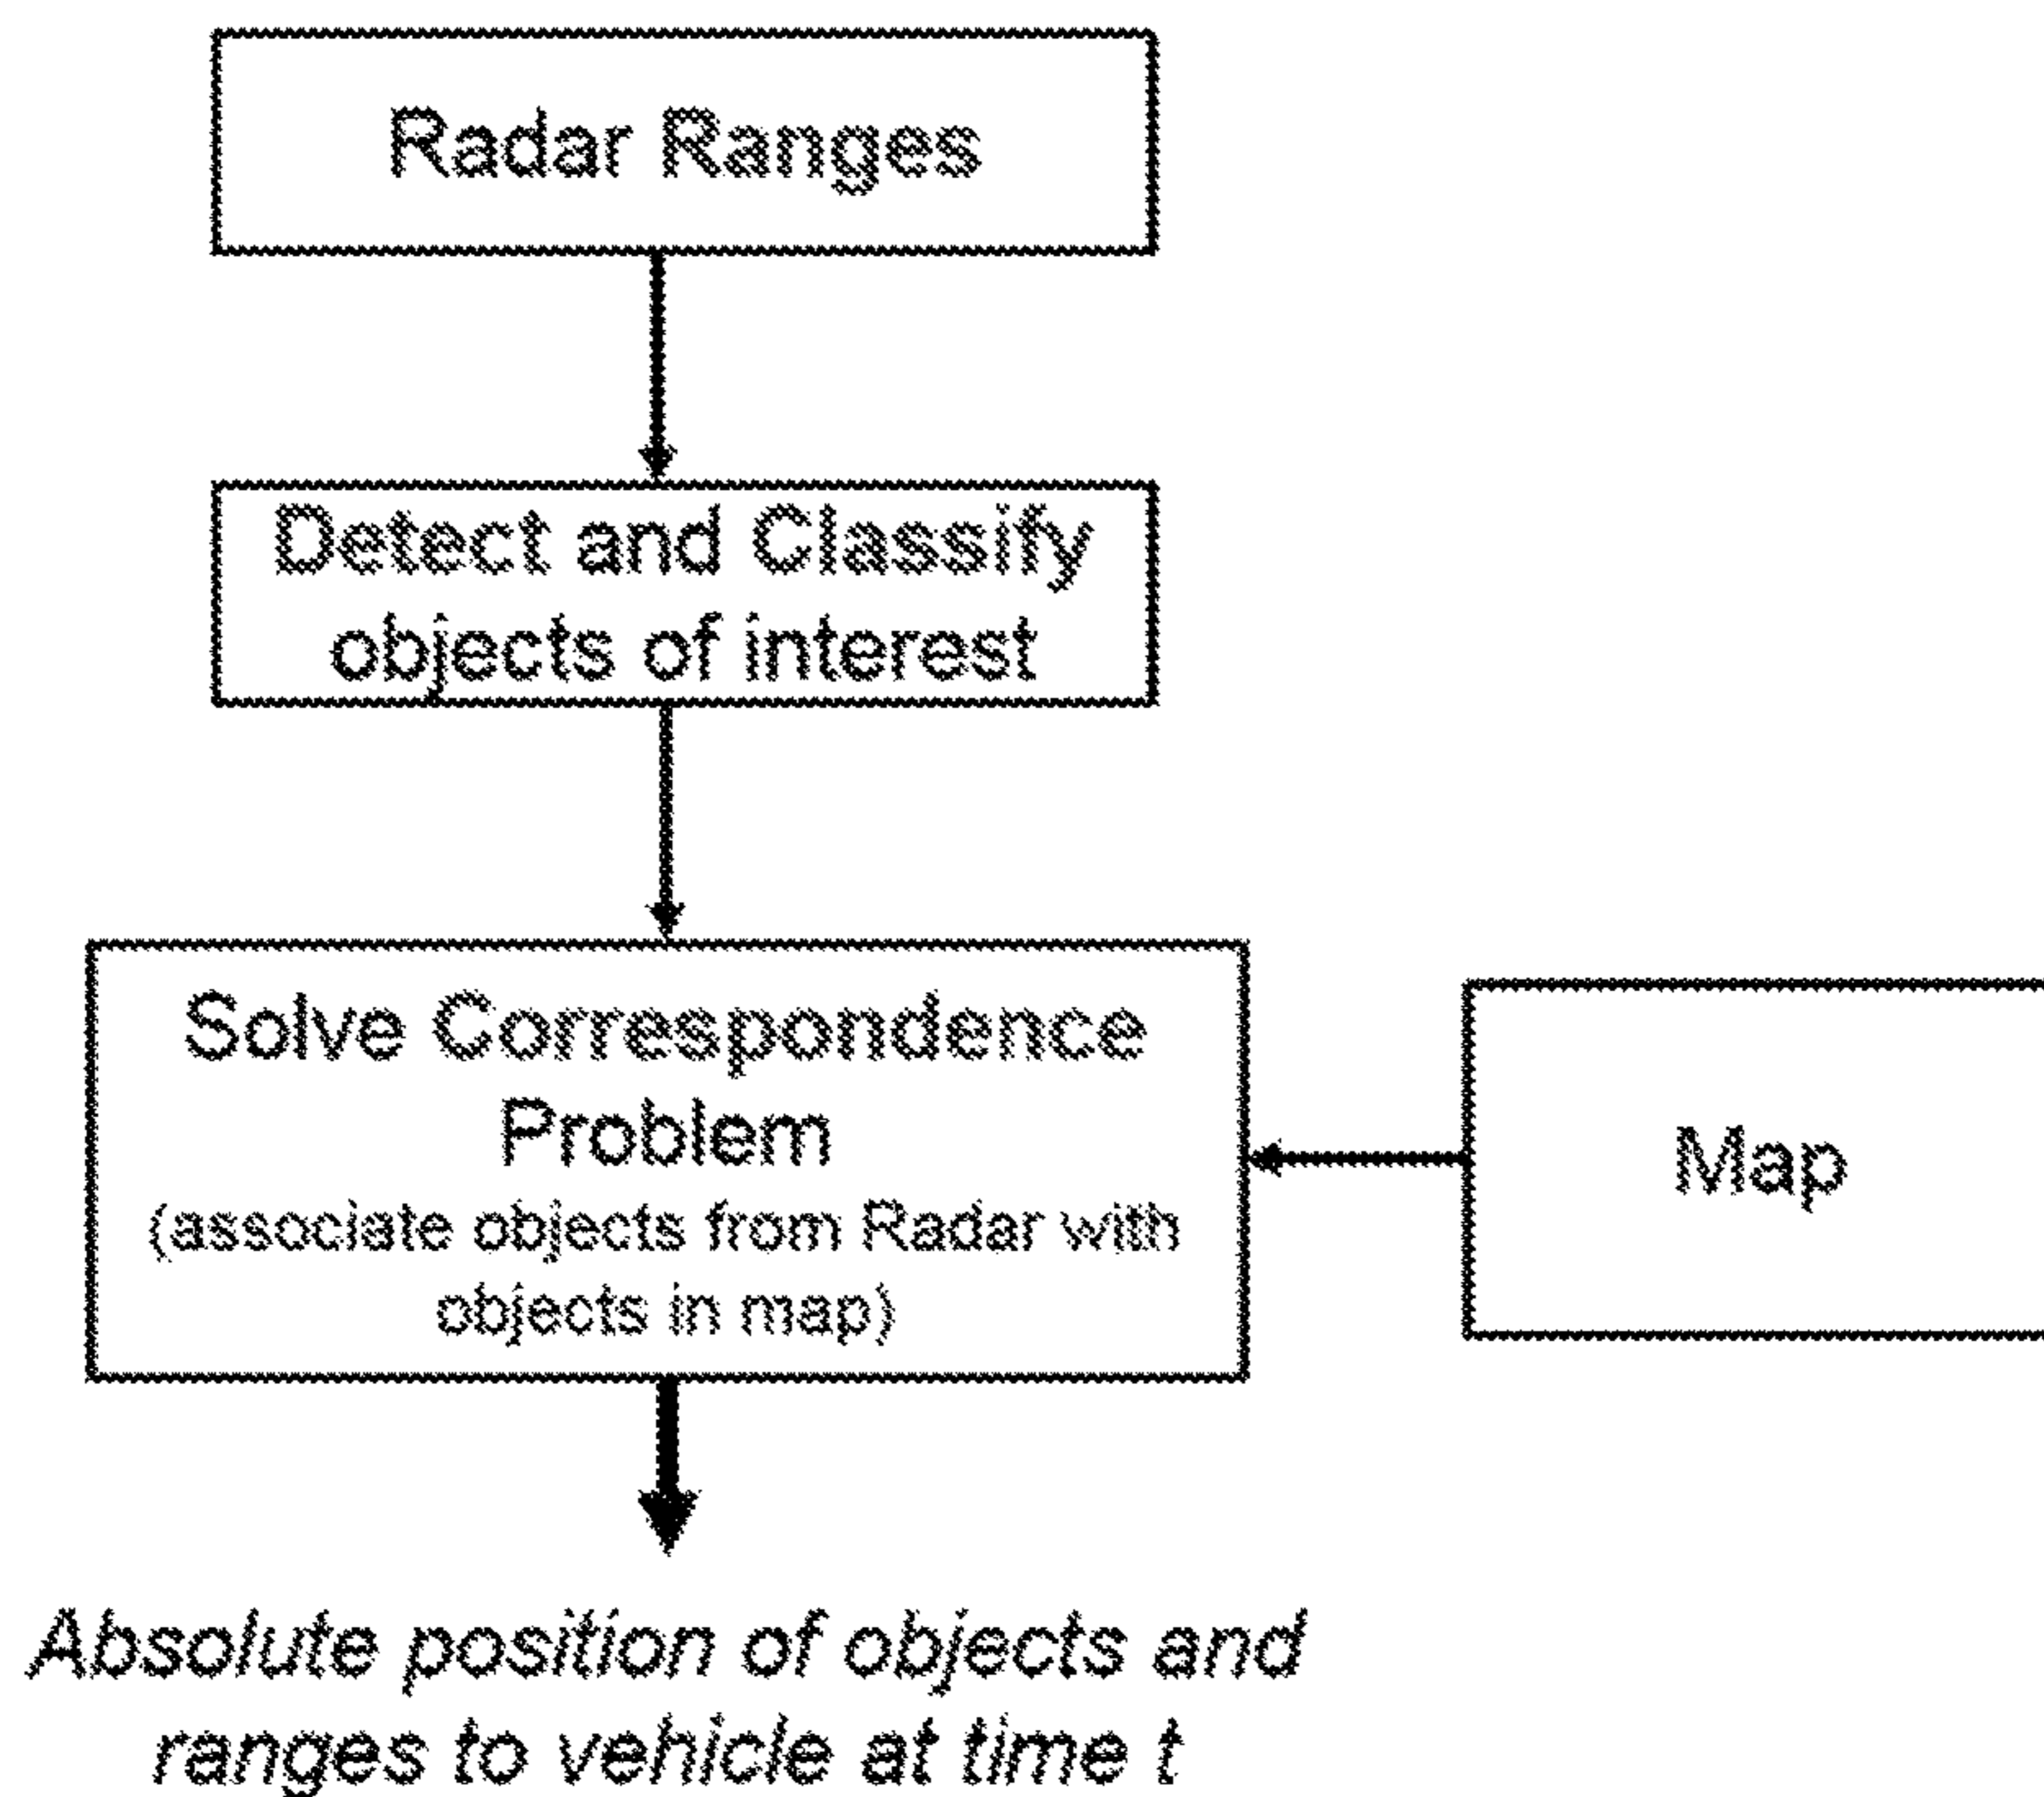 Radar Ranges
Detect and Classify
objects of interest
Solve Correspondence
Problem
(associate objects from Radar with
objects in map)
Map
Absolute position of objects and
ranges to vehicle at time t